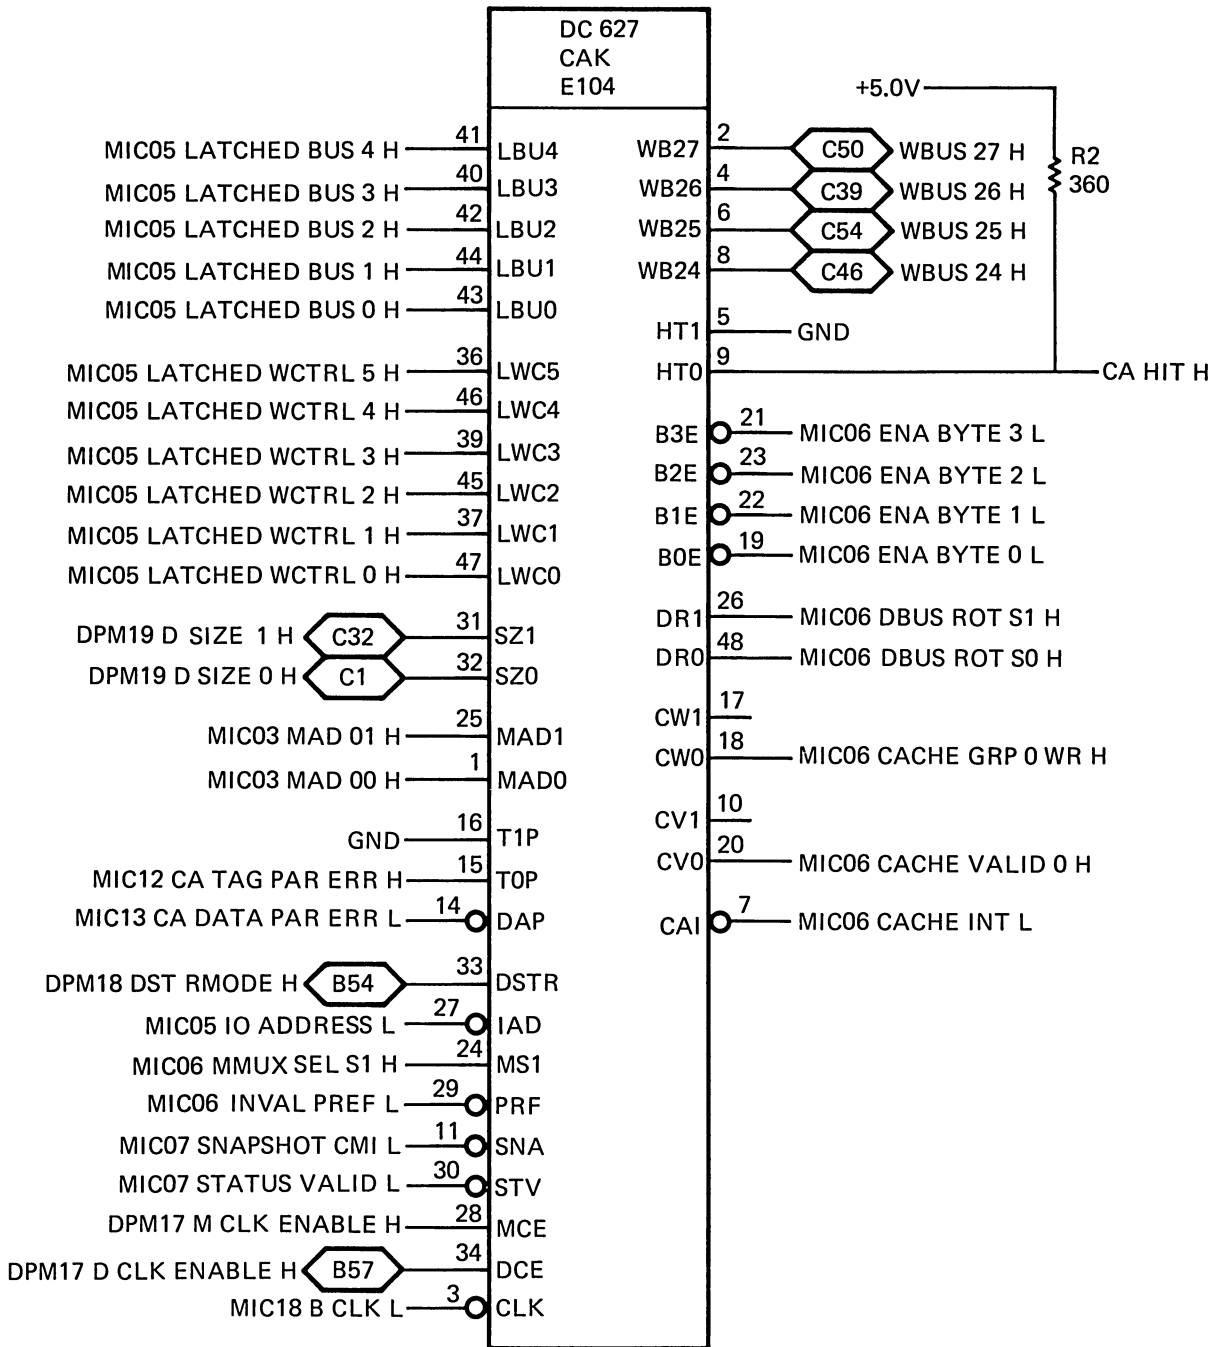 DC 627
CAK
E104
+5.0V
R2
360
MIC05 LATCHED BUS 4 H 41 LBU4 WB27 2 C50 WBUS 27 H
MIC05 LATCHED BUS 3 H 40 LBU3 WB26 4 C39 WBUS 26 H
MIC05 LATCHED BUS 2 H 42 LBU2 WB25 6 C54 WBUS 25 H
MIC05 LATCHED BUS 1 H 44 LBU1 WB24 8 C46 WBUS 24 H
MIC05 LATCHED BUS 0 H 43 LBU0
HT1 5 GND
MIC05 LATCHED WCTRL 5 H 36 LWC5 HT0 9 CA HIT H
MIC05 LATCHED WCTRL 4 H 46 LWC4
MIC05 LATCHED WCTRL 3 H 39 LWC3 B3E 21 MIC06 ENA BYTE 3 L
MIC05 LATCHED WCTRL 2 H 45 LWC2 B2E 23 MIC06 ENA BYTE 2 L
MIC05 LATCHED WCTRL 1 H 37 LWC1 B1E 22 MIC06 ENA BYTE 1 L
MIC05 LATCHED WCTRL 0 H 47 LWC0 B0E 19 MIC06 ENA BYTE 0 L
DPM19 D SIZE 1 H C32 31 SZ1 DR1 26 MIC06 DBUS ROT S1 H
DPM19 D SIZE 0 H C1 32 SZ0 DR0 48 MIC06 DBUS ROT S0 H
MIC03 MAD 01 H 25 MAD1 CW1 17
MIC03 MAD 00 H 1 MAD0 CW0 18 MIC06 CACHE GRP 0 WR H
GND 16 T1P CV1 10
MIC12 CA TAG PAR ERR H 15 T0P CV0 20 MIC06 CACHE VALID 0 H
MIC13 CA DATA PAR ERR L 14 DAP CAI 7 MIC06 CACHE INT L
DPM18 DST RMODE H B54 33 DSTR
MIC05 IO ADDRESS L 27 IAD
MIC06 MMUX SEL S1 H 24 MS1
MIC06 INVAL PREF L 29 PRF
MIC07 SNAPSHOT CMI L 11 SNA
MIC07 STATUS VALID L 30 STV
DPM17 M CLK ENABLE H 28 MCE
DPM17 D CLK ENABLE H B57 34 DCE
MIC18 B CLK L 3 CLK